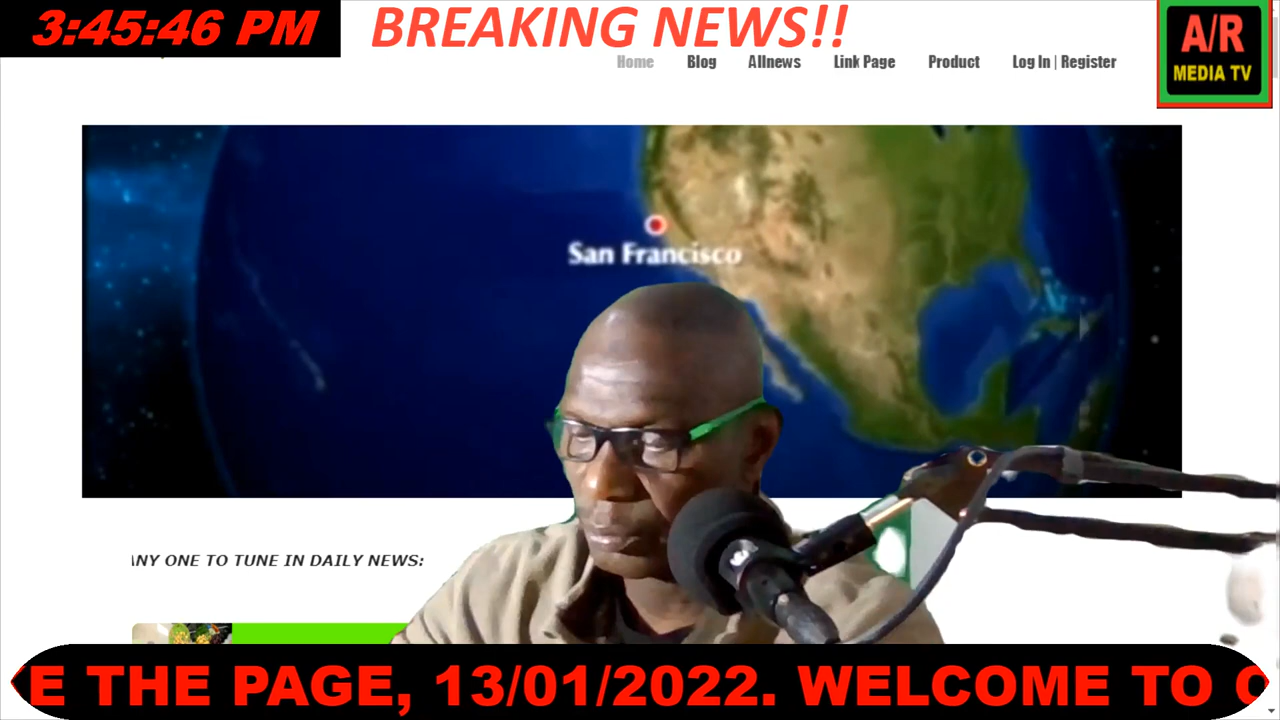 3:45:46 PM
BREAKING NEWS!!
A/R
MEDIA TV
Home Blog Allnews Link Page Product Log In | Register
San Francisco
ANY ONE TO TUNE IN DAILY NEWS:
E THE PAGE, 13/01/2022. WELCOME TO